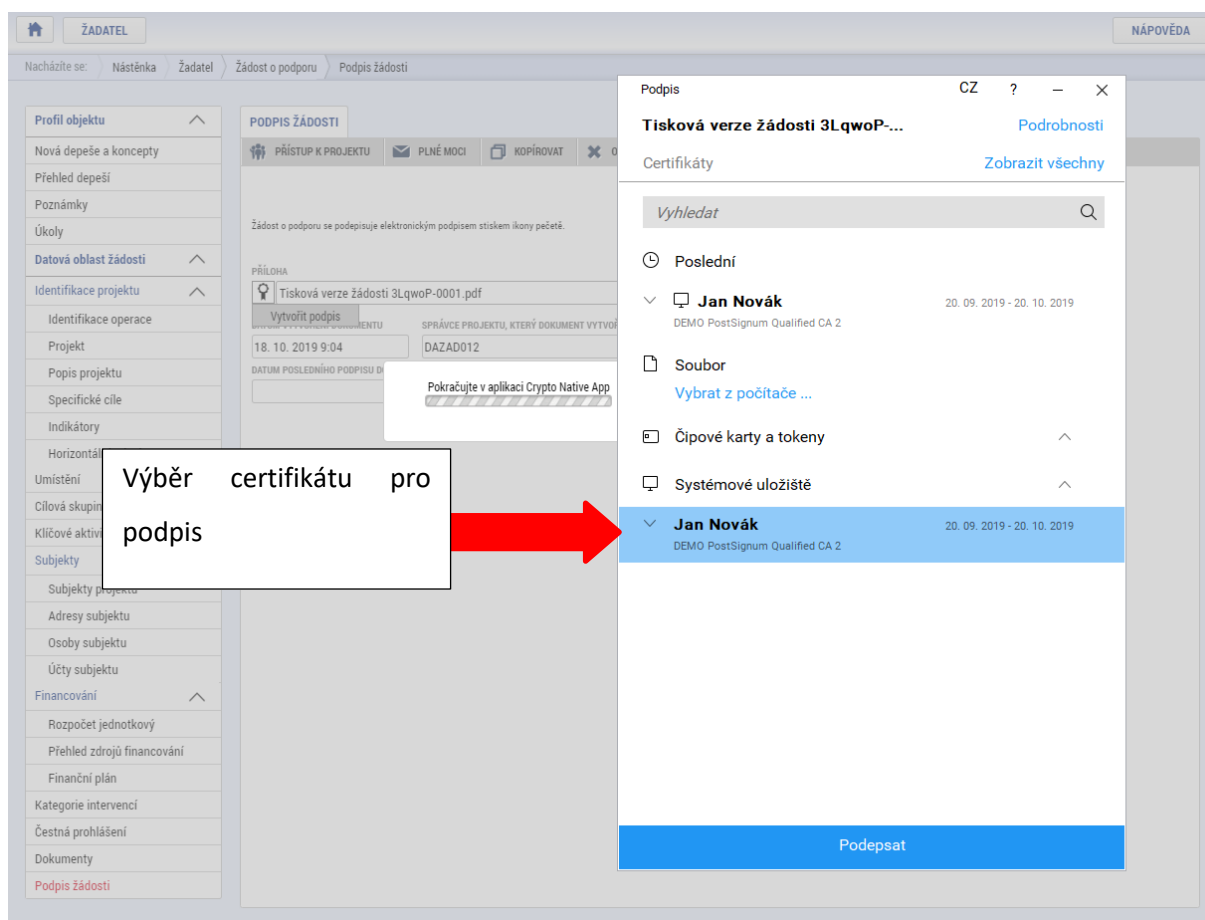 ŽADATEL
NÁPOVĚDA
Nacházíte se: Nástěnka Žadatel Žádost o podporu Podpis žádosti
Profil objektu
Nová depeše a koncepty
Přehled depeší
Poznámky
Úkoly
Datová oblast žádosti
Identifikace projektu
Identifikace operace
Projekt
Popis projektu
Specifické cíle
Indikátory
Horizontál
Umístění
Cílová skupin
Klíčové aktivi
Subjekty
Subjekty projektu
Adresy subjektu
Osoby subjektu
Účty subjektu
Financování
Rozpočet jednotkový
Přehled zdrojů financování
Finanční plán
Kategorie intervencí
Čestná prohlášení
Dokumenty
Podpis žádosti
PODPIS ŽÁDOSTI
PŘÍSTUP K PROJEKTU PLNÉ MOCI KOPÍROVAT O
Žádost o podporu se podepisuje elektronickým podpisem stiskem ikony pečetě.
PŘÍLOHA
Tisková verze žádosti 3LqwoP-0001.pdf
Vytvořit podpis
DATUM VYTVOŘENÍ DOKUMENTU SPRÁVCE PROJEKTU, KTERÝ DOKUMENT VYTVOŘ
18. 10. 2019 9:04 DAZAD012
DATUM POSLEDNÍHO PODPISU D
Pokračujte v aplikaci Crypto Native App
Výběr certifikátu pro
podpis
Podpis CZ ? – ×
Tisková verze žádosti 3LqwoP-... Podrobnosti
Certifikáty Zobrazit všechny
Vyhledat
Poslední
Jan Novák 20. 09. 2019 - 20. 10. 2019
DEMO PostSignum Qualified CA 2
Soubor
Vybrat z počítače ...
Čipové karty a tokeny
Systémové uložiště
Jan Novák 20. 09. 2019 - 20. 10. 2019
DEMO PostSignum Qualified CA 2
Podepsat